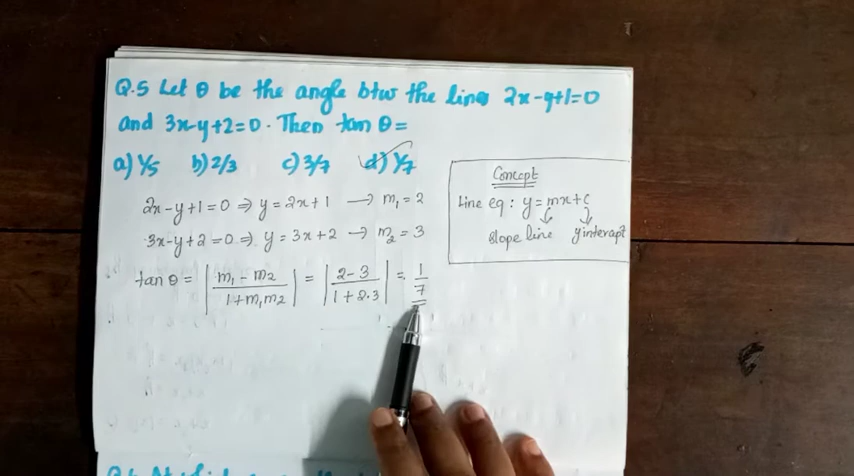 Q.5 Let θ be the angle btw the lines 2x-y+1=0
and 3x-y+2=0. Then tan θ=
a) 1/5 b) 2/3 c) 3/7 d) 1/7
2x-y+1=0 ⇒ y=2x+1 → m₁=2
3x-y+2=0 ⇒ y=3x+2 → m₂=3
tan θ = |(m₁-m₂)/(1+m₁m₂)| = |(2-3)/(1+2.3)| = 1/7
Concept
Line eq: y=mx+c
slope line y intercept